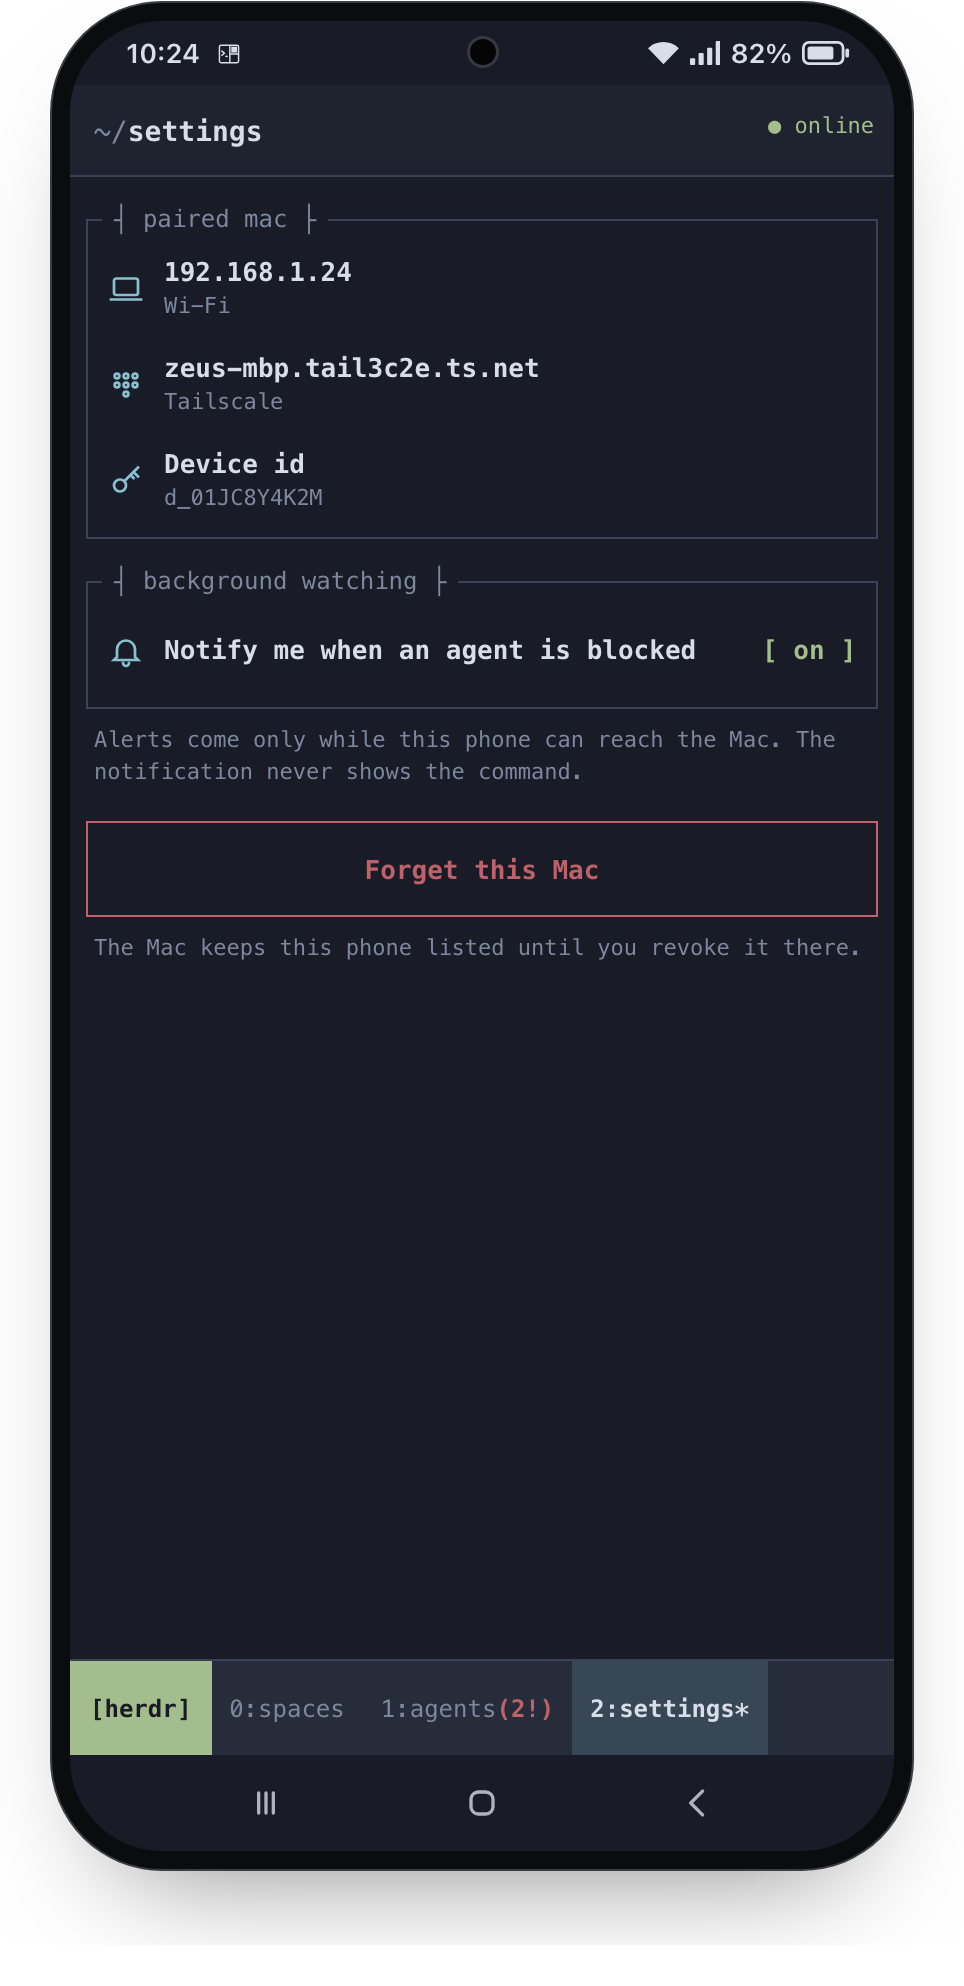 10:24 82%
~/settings
● online
┤ paired mac ├
192.168.1.24
Wi-Fi
zeus-mbp.tail3c2e.ts.net
Tailscale
Device id
d_01JC8Y4K2M
┤ background watching ├
Notify me when an agent is blocked [ on ]
Alerts come only while this phone can reach the Mac. The
notification never shows the command.
Forget this Mac
The Mac keeps this phone listed until you revoke it there.
[herdr] 0:spaces 1:agents(2!) 2:settings*